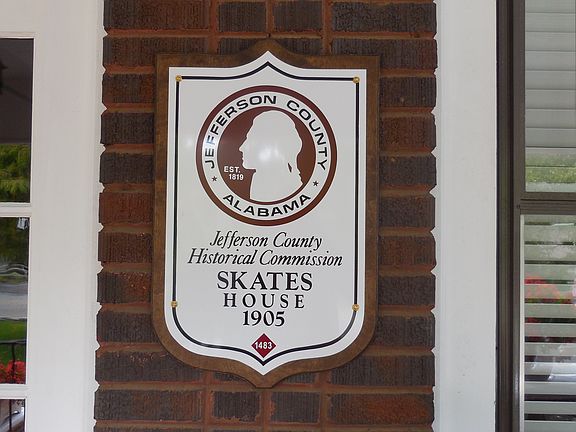 JEFFERSON COUNTY
EST.
1819
★ ALABAMA ★
Jefferson County
Historical Commission
SKATES
HOUSE
1905
1483